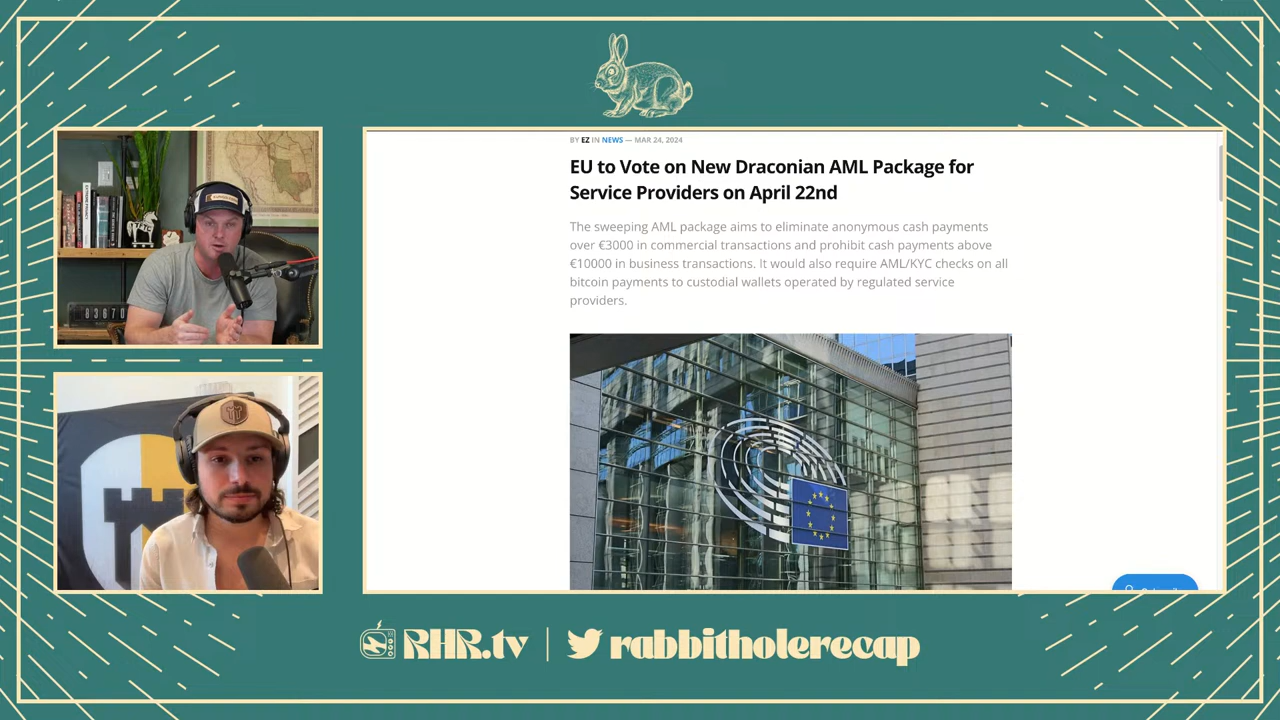 BY EZ IN NEWS — MAR 24, 2024
EU to Vote on New Draconian AML Package for
Service Providers on April 22nd
The sweeping AML package aims to eliminate anonymous cash payments
over €3000 in commercial transactions and prohibit cash payments above
€10000 in business transactions. It would also require AML/KYC checks on all
bitcoin payments to custodial wallets operated by regulated service
providers.
83670
RHR.tv | rabbitholerecap